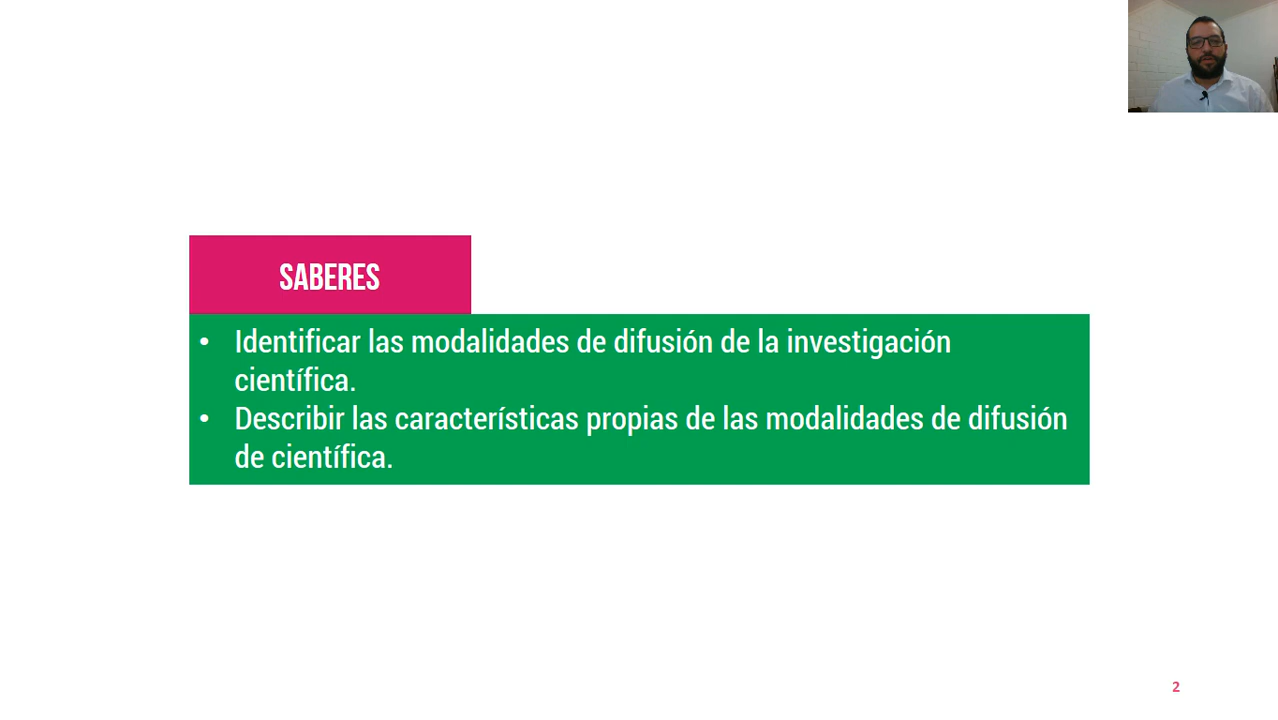 SABERES
• Identificar las modalidades de difusión de la investigación
científica.
• Describir las características propias de las modalidades de difusión
de científica.
2